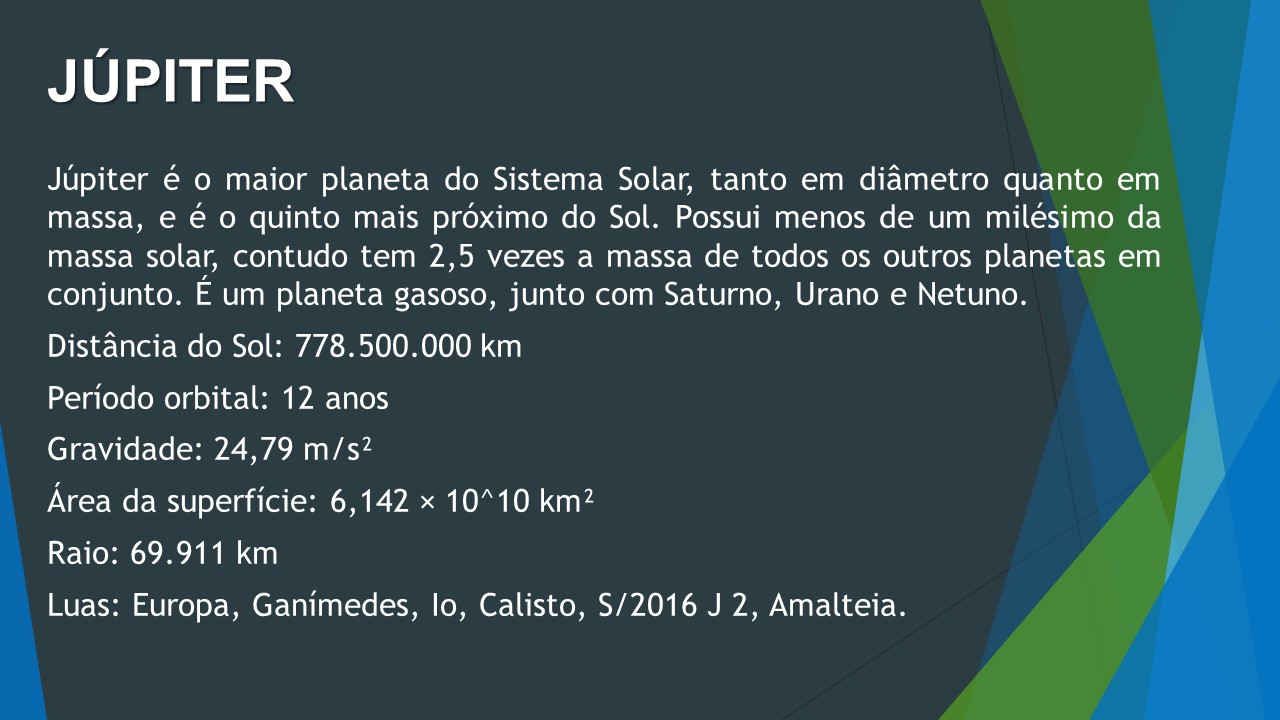 JÚPITER
Júpiter é o maior planeta do Sistema Solar, tanto em diâmetro quanto em
massa, e é o quinto mais próximo do Sol. Possui menos de um milésimo da
massa solar, contudo tem 2,5 vezes a massa de todos os outros planetas em
conjunto. É um planeta gasoso, junto com Saturno, Urano e Netuno.
Distância do Sol: 778.500.000 km
Período orbital: 12 anos
Gravidade: 24,79 m/s²
Área da superfície: 6,142 × 10^10 km²
Raio: 69.911 km
Luas: Europa, Ganímedes, Io, Calisto, S/2016 J 2, Amalteia.